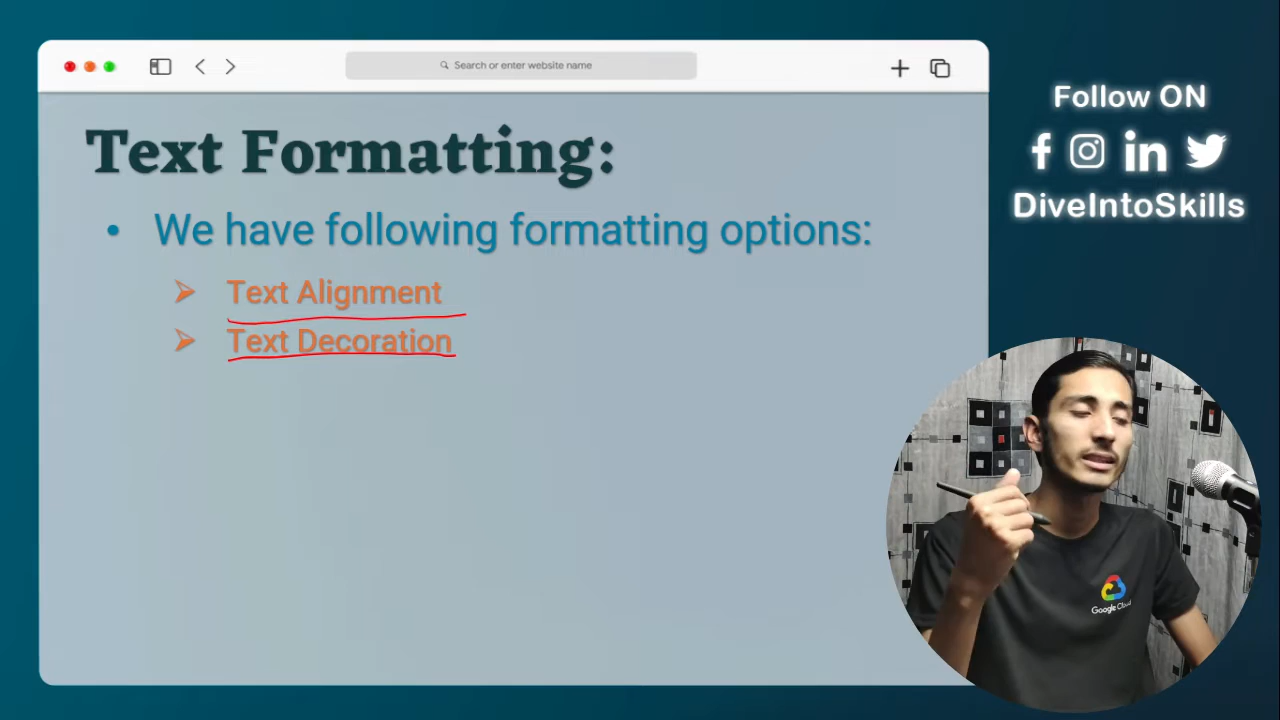 Search or enter website name
Text Formatting:
• We have following formatting options:
➢ Text Alignment
➢ Text Decoration
Follow ON
DiveIntoSkills
Google Cloud